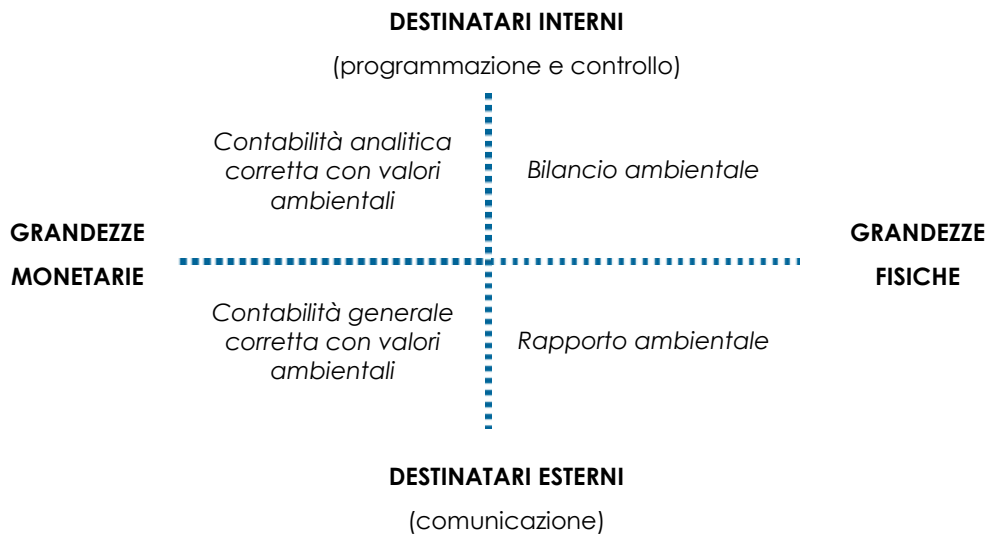 DESTINATARI INTERNI
(programmazione e controllo)
Contabilità analitica
corretta con valori
ambientali
Bilancio ambientale
GRANDEZZE
MONETARIE
GRANDEZZE
FISICHE
Contabilità generale
corretta con valori
ambientali
Rapporto ambientale
DESTINATARI ESTERNI
(comunicazione)